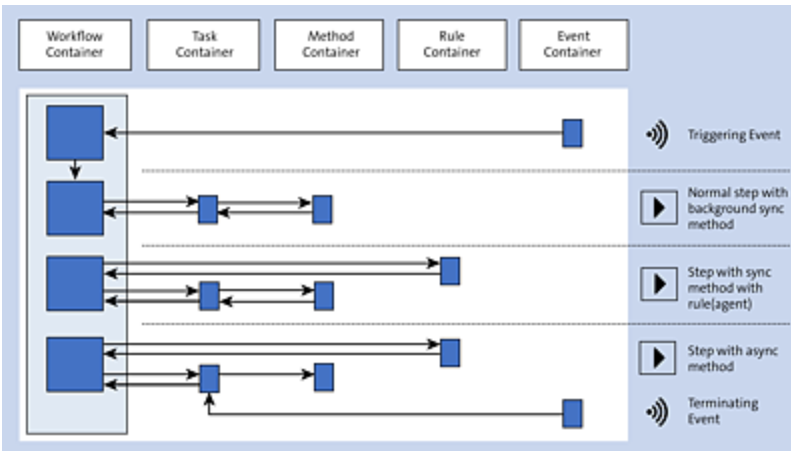 Workflow
Container
Task
Container
Method
Container
Rule
Container
Event
Container
Triggering Event
Normal step with
background sync
method
Step with sync
method with
rule(agent)
Step with async
method
Terminating
Event